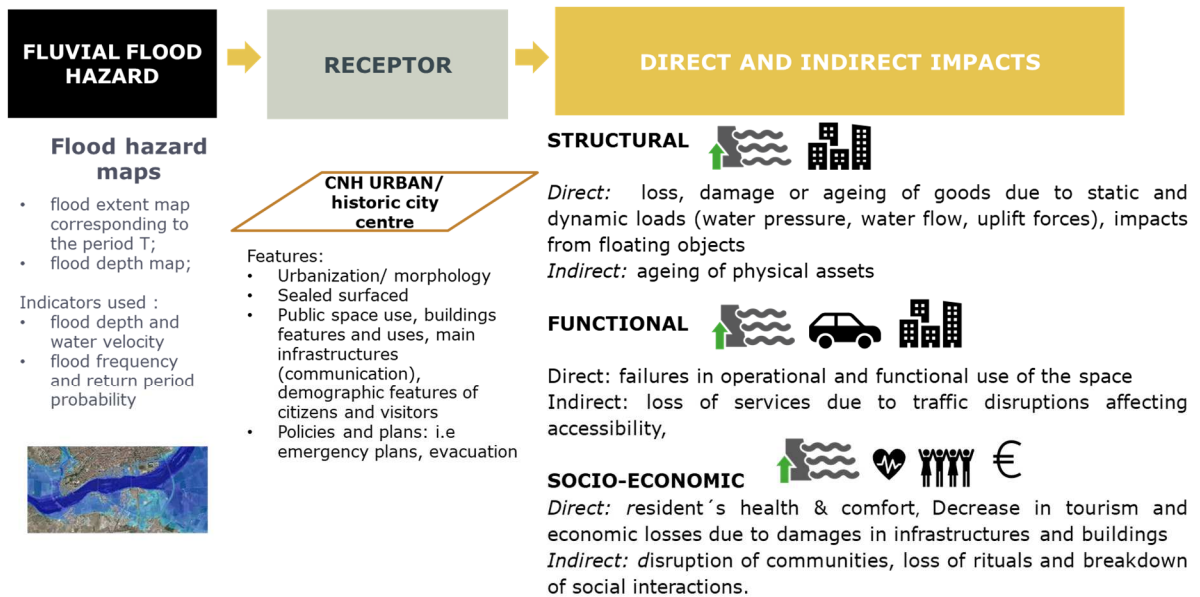 FLUVIAL FLOOD
HAZARD
RECEPTOR
DIRECT AND INDIRECT IMPACTS
Flood hazard
maps
• flood extent map
corresponding to
the period T;
• flood depth map;
Indicators used :
• flood depth and
water velocity
• flood frequency
and return period
probability
CNH URBAN/
historic city
centre
Features:
• Urbanization/ morphology
• Sealed surfaced
• Public space use, buildings
features and uses, main
infrastructures
(communication),
demographic features of
citizens and visitors
• Policies and plans: i.e
emergency plans, evacuation
STRUCTURAL
Direct: loss, damage or ageing of goods due to static and
dynamic loads (water pressure, water flow, uplift forces), impacts
from floating objects
Indirect: ageing of physical assets
FUNCTIONAL
Direct: failures in operational and functional use of the space
Indirect: loss of services due to traffic disruptions affecting
accessibility,
SOCIO-ECONOMIC
€
Direct: resident´s health & comfort, Decrease in tourism and
economic losses due to damages in infrastructures and buildings
Indirect: disruption of communities, loss of rituals and breakdown
of social interactions.